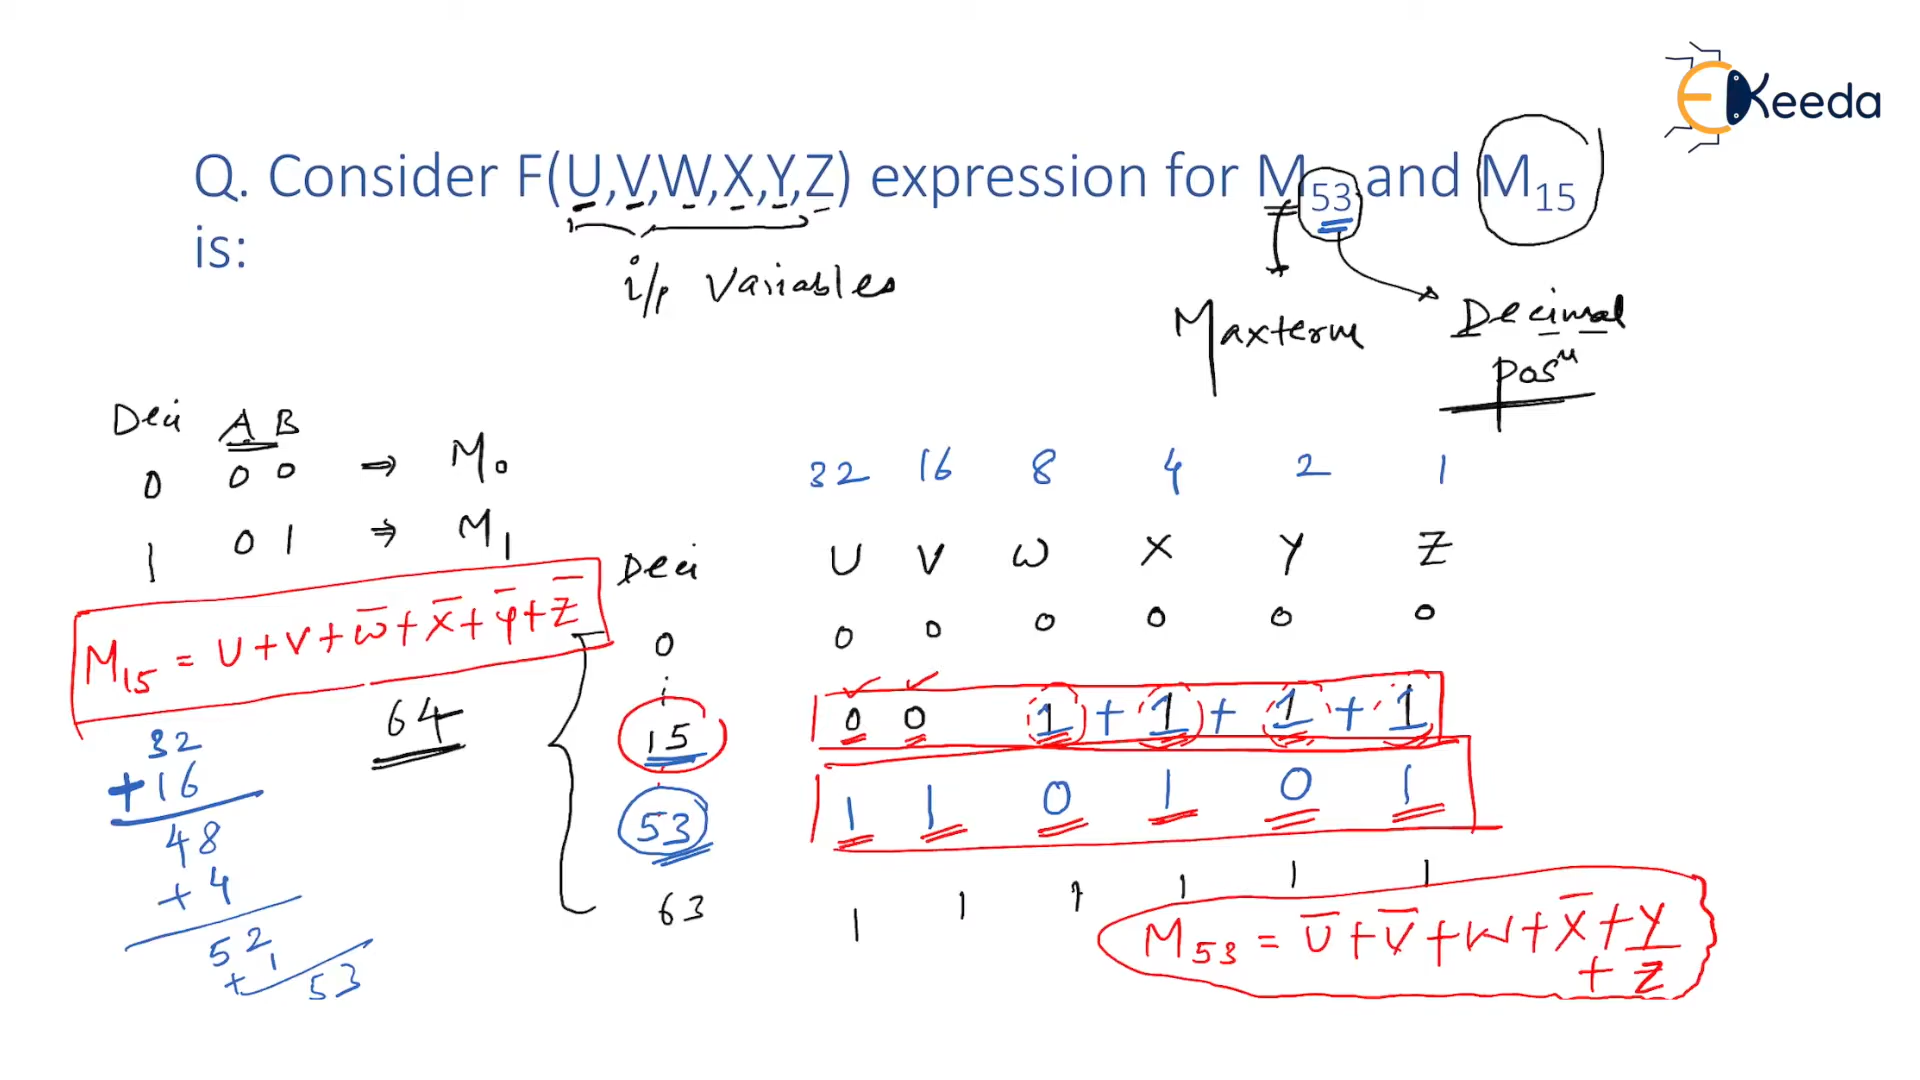 EKeeda
Q. Consider F(U,V,W,X,Y,Z) expression for M₅₃ and M₁₅
is:
i/p Variables
Maxterm
Decimal
posⁿ
Deci A B
0 0 0 ⇒ M₀
1 0 1 ⇒ M₁
M₁₅ = U+V+W̅+X̅+Y̅+Z̅
64
32
+16
48
+ 4
52
+ 1
53
32 16 8 4 2 1
Deci U V W X Y Z
0 0 0 0 0 0 0
15 0 0 1 + 1 + 1 + 1
53 1 1 0 1 0 1
63 1 1 1 1 1 1
M₅₃ = U̅+V̅+W+X̅+Y
+ Z